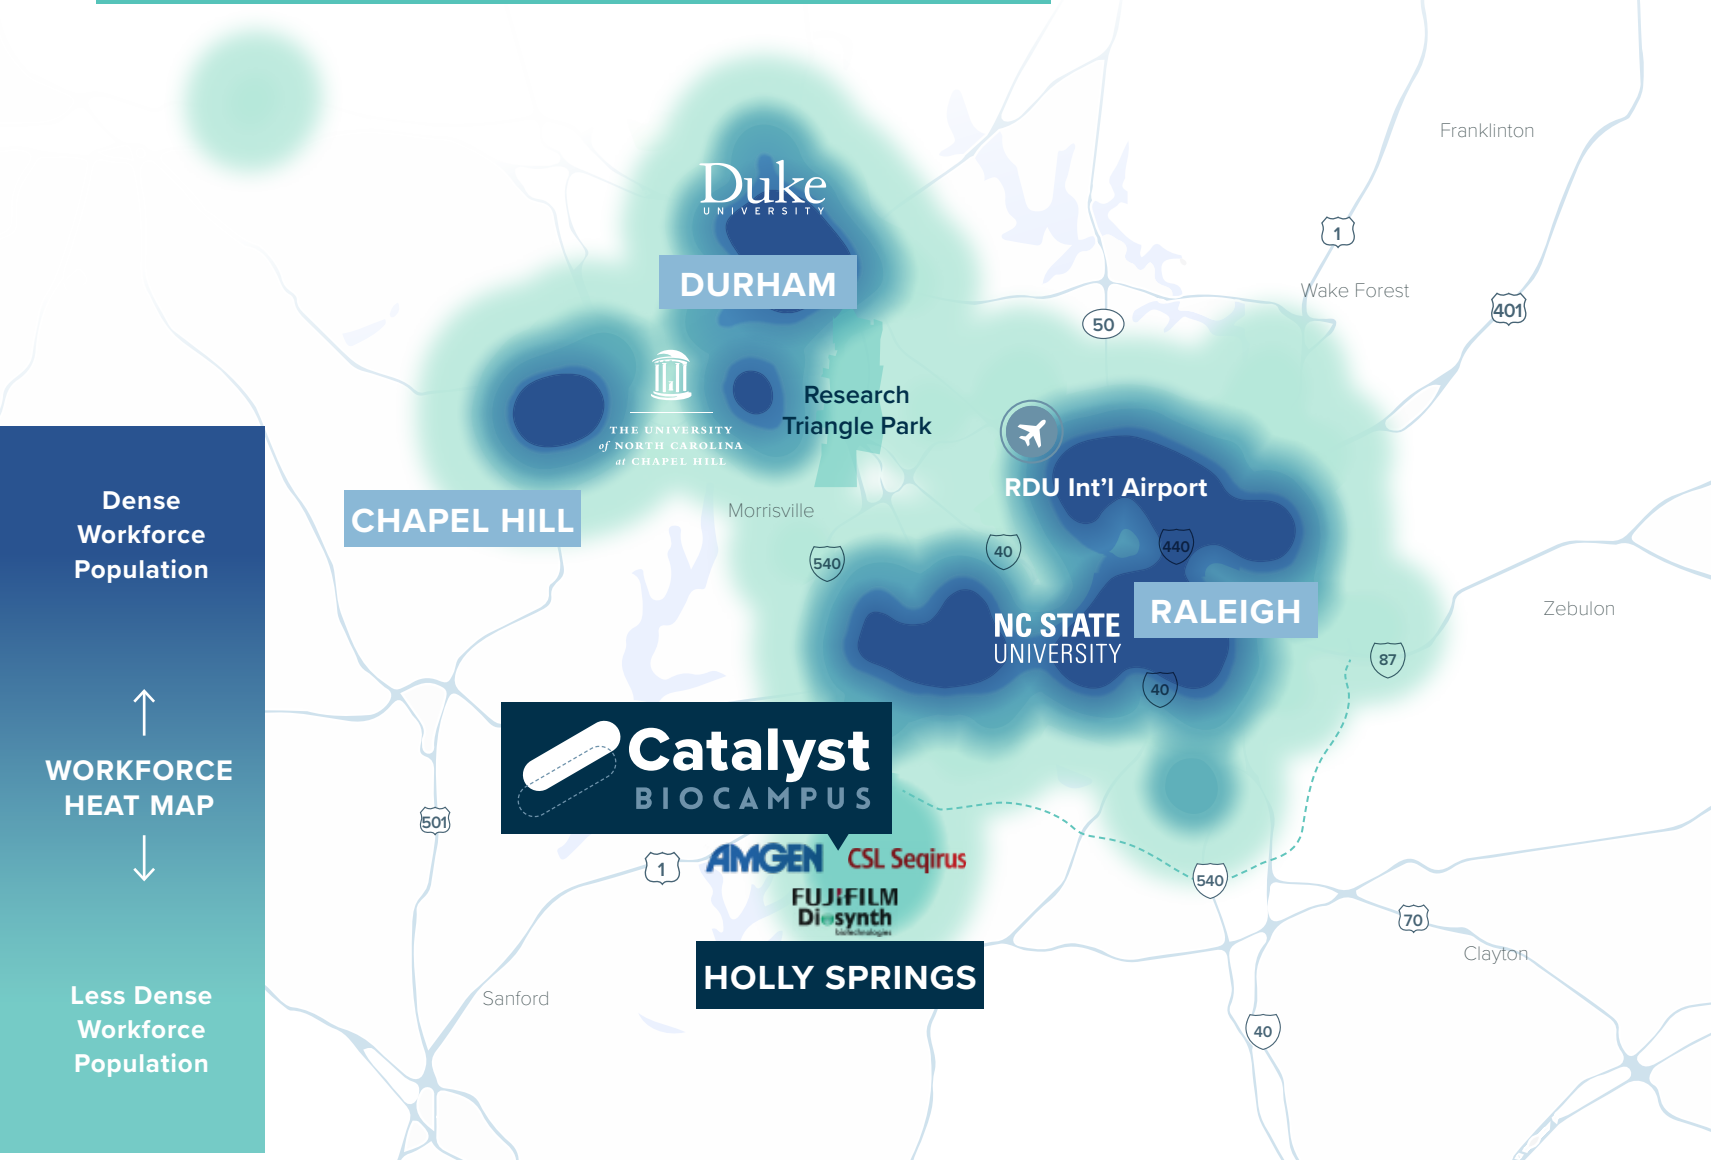 Franklinton
Duke
UNIVERSITY
1
DURHAM
Wake Forest
401
50
Research
Triangle Park
THE UNIVERSITY
of NORTH CAROLINA
at CHAPEL HILL
RDU Int'l Airport
CHAPEL HILL
Morrisville
540
40
440
Dense
Workforce
Population
NC STATE
UNIVERSITY
RALEIGH
Zebulon
87
40
Catalyst
BIOCAMPUS
WORKFORCE
HEAT MAP
501
1
AMGEN
CSL Seqirus
FUJIFILM
Diosynth
biotechnologies
540
70
Clayton
HOLLY SPRINGS
Sanford
40
Less Dense
Workforce
Population